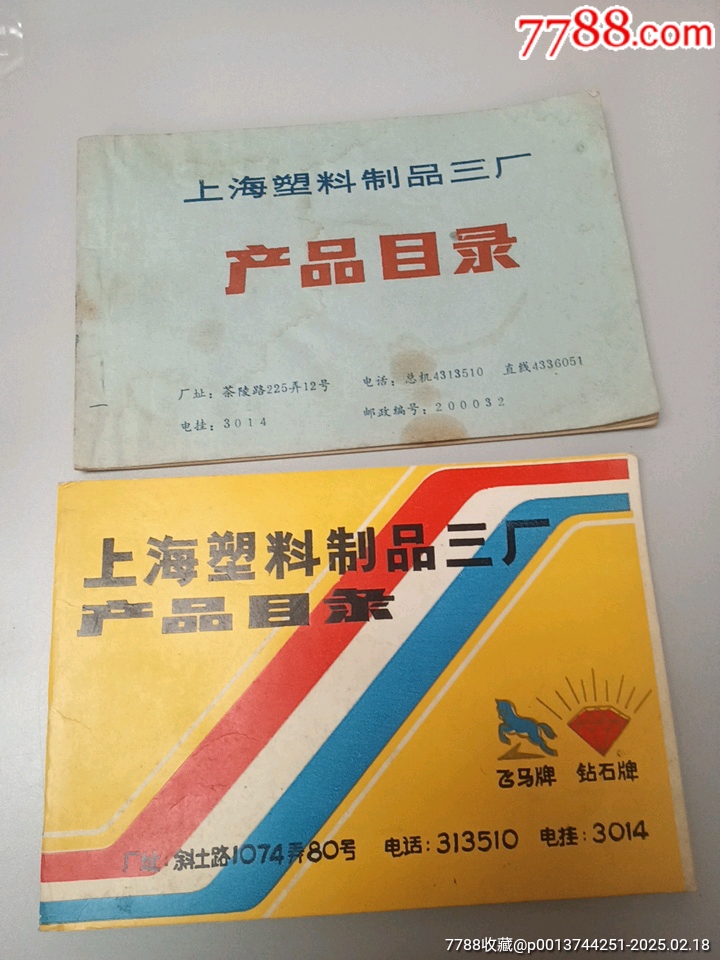 7788.com
上海塑料制品三厂
产品目录
厂址：茶陵路225弄12号 电话：总机4313510 直线4336051
电挂：3014 邮政编号：200032
上海塑料制品三厂
产品目录
飞马牌 钻石牌
厂址：斜土路1074弄80号 电话：313510 电挂：3014
7788收藏@p0013744251-2025.02.18